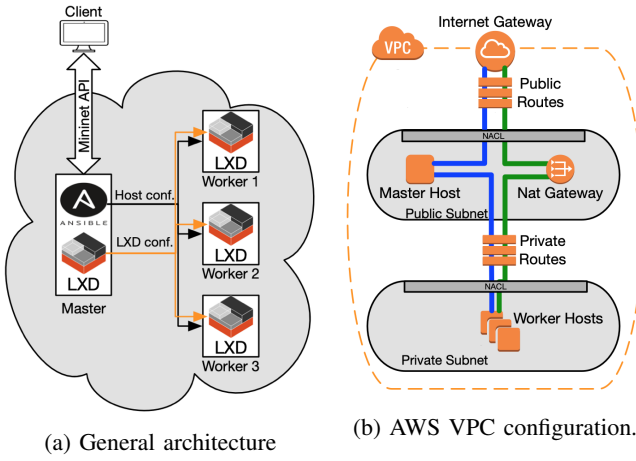 Client
Mininet API
ANSIBLE
LXD
Master
Host conf.
LXD conf.
LXD
Worker 1
LXD
Worker 2
LXD
Worker 3
(a) General architecture
Internet Gateway
VPC
Public
Routes
NACL
Master Host
Nat Gateway
Public Subnet
Private
Routes
NACL
Worker Hosts
Private Subnet
(b) AWS VPC configuration.